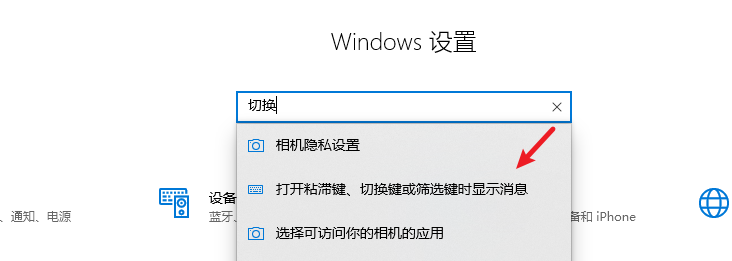 Windows 设置
切换
相机隐私设置
打开粘滞键、切换键或筛选键时显示消息
选择可访问你的相机的应用
、通知、电源
设备
蓝牙、
备和 iPhone